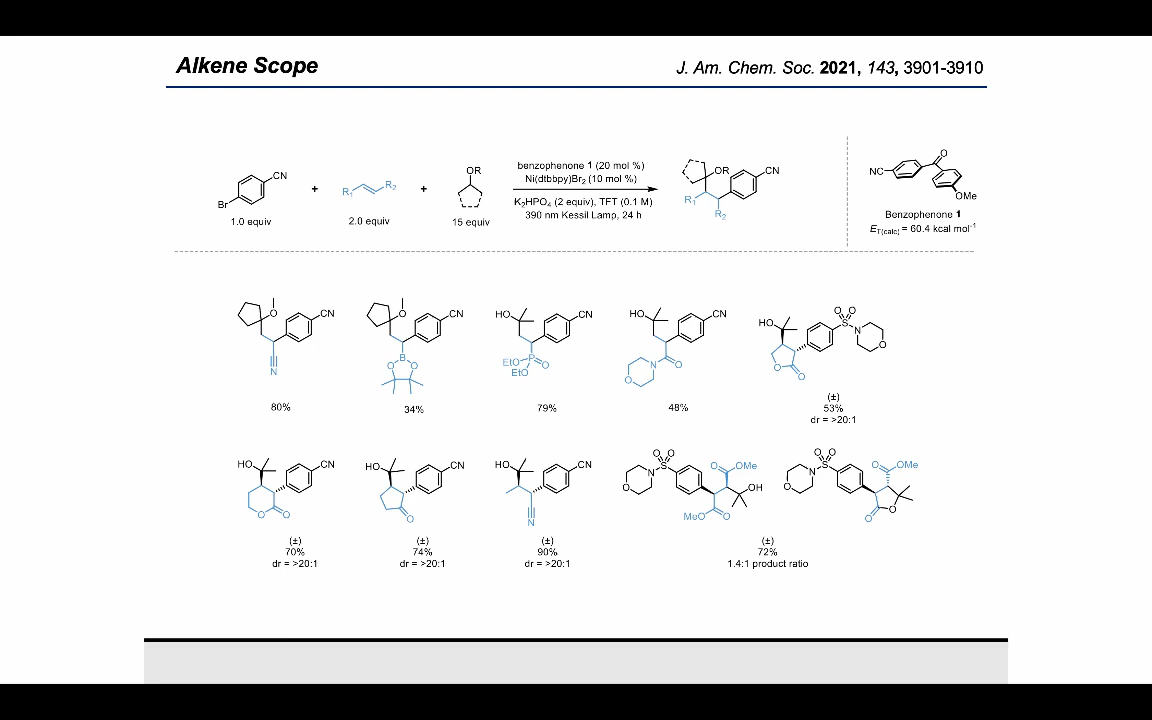 Alkene Scope
J. Am. Chem. Soc. 2021, 143, 3901-3910
Br
CN
1.0 equiv
+
R1
R2
2.0 equiv
+
OR
15 equiv
benzophenone 1 (20 mol %)
Ni(dtbbpy)Br2 (10 mol %)
K2HPO4 (2 equiv), TFT (0.1 M)
390 nm Kessil Lamp, 24 h
OR
CN
R1
R2
NC
O
OMe
Benzophenone 1
ET(calc) = 60.4 kcal mol-1
O
CN
N
80%
O
CN
B
O O
34%
HO
CN
EtO P O
EtO
79%
HO
CN
N O
O
48%
HO
O O
S
N
O
O
O
(±)
53%
dr = >20:1
HO
CN
O O
(±)
70%
dr = >20:1
HO
CN
O
(±)
74%
dr = >20:1
HO
CN
N
(±)
90%
dr = >20:1
O O
S
N
O
OMe
O
OH
MeO
O
O O
S
N
O
OMe
O
O
O
(±)
72%
1.4:1 product ratio